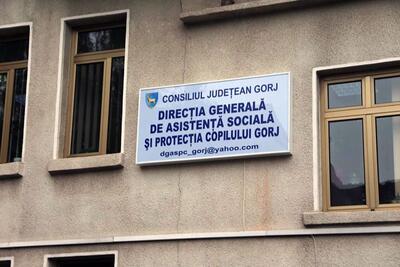 CONSILIUL JUDEȚEAN GORJ
DIRECȚIA GENERALĂ
DE ASISTENȚĂ SOCIALĂ
ȘI PROTECȚIA COPILULUI GORJ
dgaspc_gorj@yahoo.com